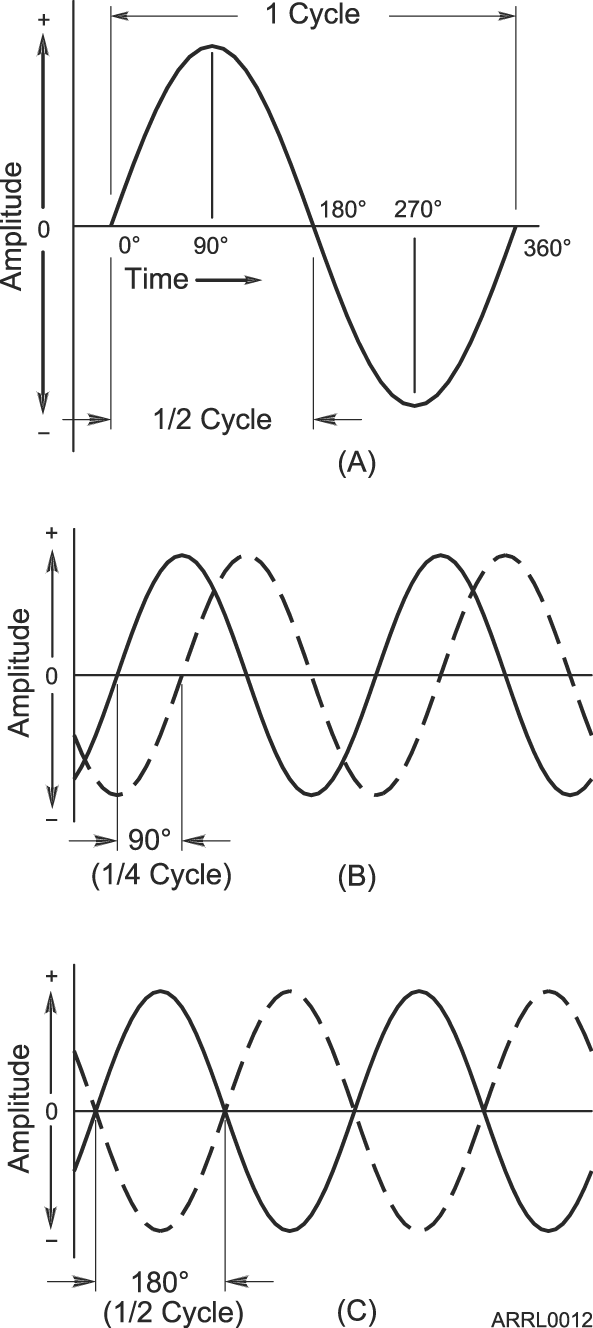 1 Cycle
+
Amplitude
0
−
0°
90°
180°
270°
360°
Time
1/2 Cycle
(A)
+
Amplitude
0
−
90°
(1/4 Cycle)
(B)
+
Amplitude
0
−
180°
(1/2 Cycle)
(C)
ARRL0012